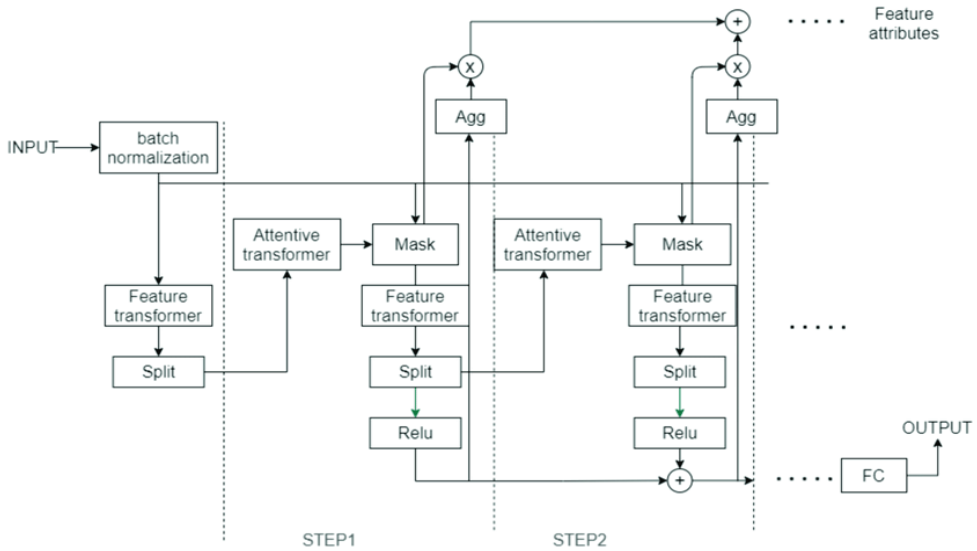 Feature
attributes
+
+
X
X
Agg
Agg
INPUT
batch
normalization
Attentive
transformer
Mask
Attentive
transformer
Mask
Feature
transformer
Feature
transformer
Feature
transformer
Split
Split
Split
Relu
Relu
OUTPUT
FC
STEP1
STEP2